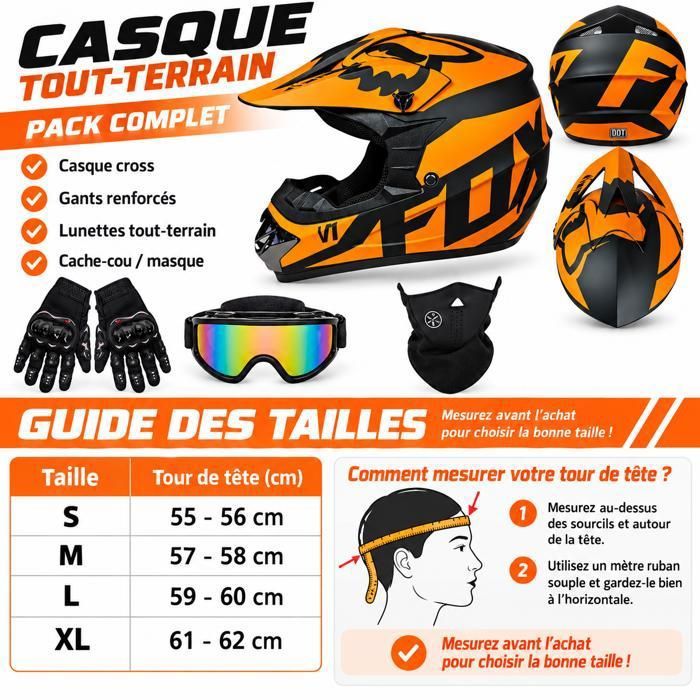 CASQUE
TOUT-TERRAIN
PACK COMPLET
Casque cross
Gants renforcés
Lunettes tout-terrain
Cache-cou / masque
V1
FOX
DOT
GUIDE DES TAILLES
Mesurez avant l'achat
pour choisir la bonne taille !
Taille
Tour de tête (cm)
S
55 - 56 cm
M
57 - 58 cm
L
59 - 60 cm
XL
61 - 62 cm
Comment mesurer votre tour de tête ?
1
Mesurez au-dessus
des sourcils et autour
de la tête.
2
Utilisez un mètre ruban
souple et gardez-le bien
à l'horizontale.
Mesurez avant l'achat
pour choisir la bonne taille !